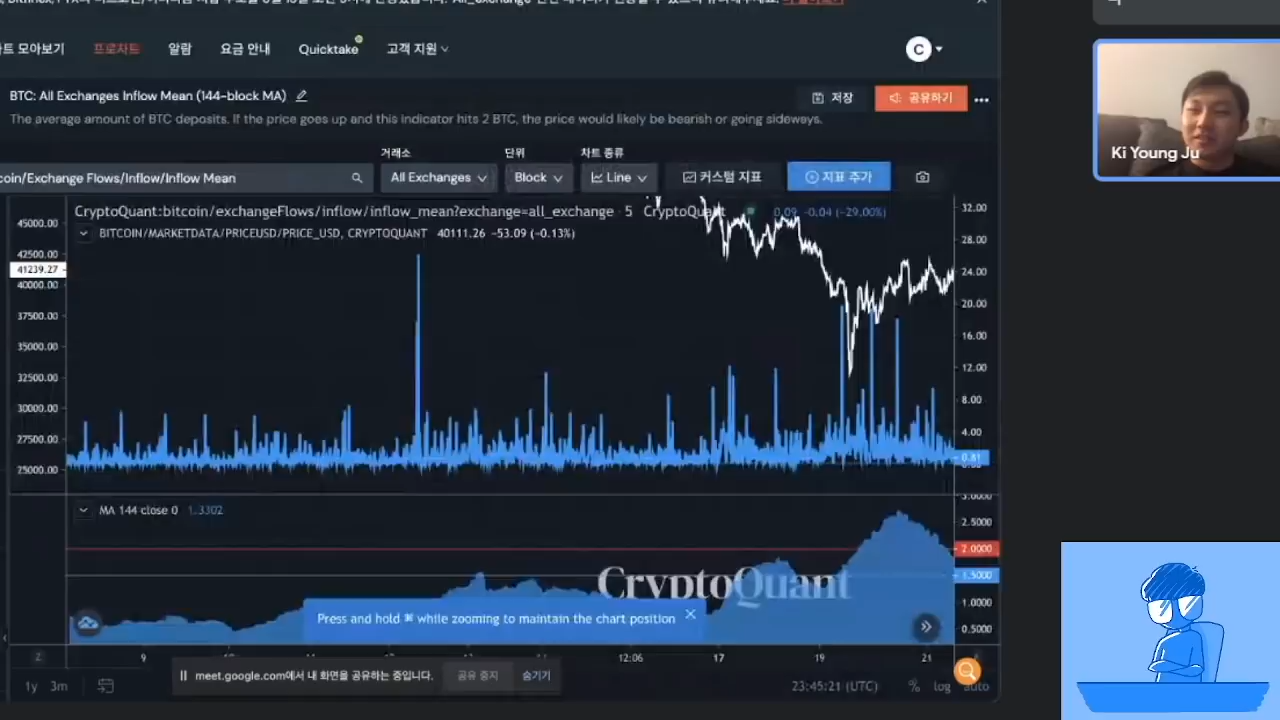 트 모아보기 프로차트 알람 요금 안내 Quicktake 고객 지원 C
BTC: All Exchanges Inflow Mean (144-block MA) 저장 공유하기
The average amount of BTC deposits. If the price goes up and this indicator hits 2 BTC, the price would likely be bearish or going sideways.
거래소 단위 차트 종류
coin/Exchange Flows/Inflow/Inflow Mean All Exchanges Block Line 커스텀 지표 지표 추가
CryptoQuant:bitcoin/exchangeFlows/inflow/inflow_mean?exchange=all_exchange · 5 CryptoQuant 0.09 -0.04 (-29.00%)
BITCOIN/MARKETDATA/PRICEUSD/PRICE_USD, CRYPTOQUANT 40111.26 -53.09 (-0.13%)
45000.00
42500.00
41239.27
40000.00
37500.00
35000.00
32500.00
30000.00
27500.00
25000.00
32.00
28.00
24.00
20.00
16.00
12.00
8.00
4.00
0.81
MA 144 close 0 1.3302
3.0000
2.5000
2.0000
1.5000
1.0000
0.5000
CryptoQuant
Press and hold ⌘ while zooming to maintain the chart position
9 12:06 17 19 21
meet.google.com에서 내 화면을 공유하는 중입니다. 공유 중지 숨기기
1y 3m 23:45:21 (UTC) % log auto
Ki Young Ju